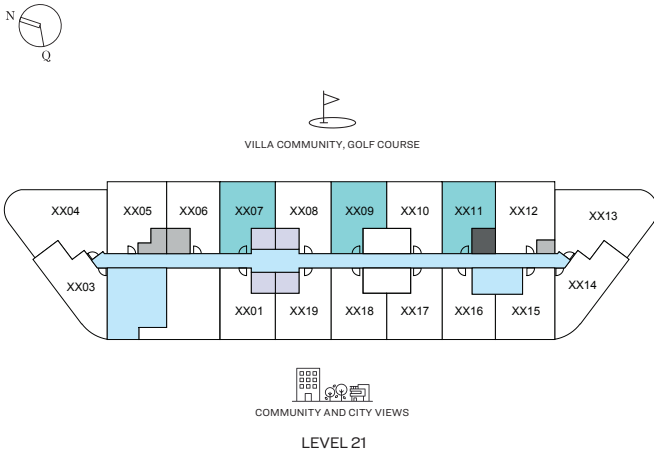 N
Q
VILLA COMMUNITY, GOLF COURSE
XX04 XX05 XX06 XX07 XX08 XX09 XX10 XX11 XX12 XX13
XX03 XX14
XX01 XX19 XX18 XX17 XX16 XX15
COMMUNITY AND CITY VIEWS
LEVEL 21